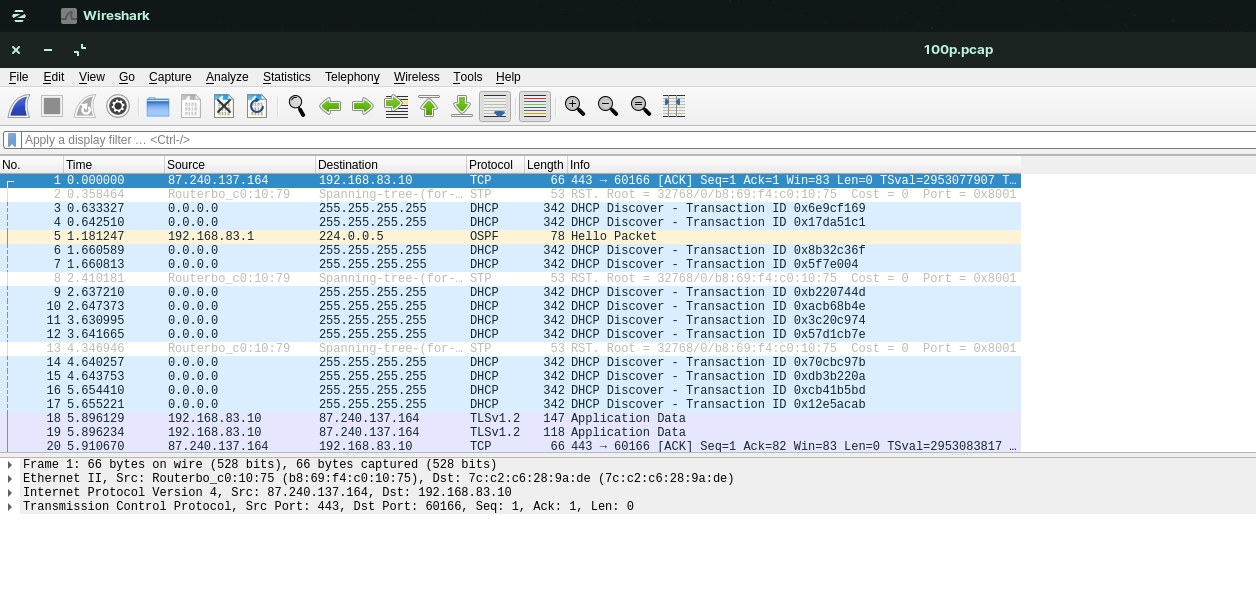 Wireshark
100p.pcap
File Edit View Go Capture Analyze Statistics Telephony Wireless Tools Help
Apply a display filter … <Ctrl-/>
No. Time Source Destination Protocol Length Info
1 0.000000 87.240.137.164 192.168.83.10 TCP 66 443 → 60166 [ACK] Seq=1 Ack=1 Win=83 Len=0 TSval=2953077907 T…
2 0.358464 Routerbo_c0:10:79 Spanning-tree-(for-… STP 53 RST. Root = 32768/0/b8:69:f4:c0:10:75 Cost = 0 Port = 0x8001
3 0.633327 0.0.0.0 255.255.255.255 DHCP 342 DHCP Discover - Transaction ID 0x6e9cf169
4 0.642510 0.0.0.0 255.255.255.255 DHCP 342 DHCP Discover - Transaction ID 0x17da51c1
5 1.181247 192.168.83.1 224.0.0.5 OSPF 78 Hello Packet
6 1.660589 0.0.0.0 255.255.255.255 DHCP 342 DHCP Discover - Transaction ID 0x8b32c36f
7 1.660813 0.0.0.0 255.255.255.255 DHCP 342 DHCP Discover - Transaction ID 0x5f7e004
8 2.410181 Routerbo_c0:10:79 Spanning-tree-(for-… STP 53 RST. Root = 32768/0/b8:69:f4:c0:10:75 Cost = 0 Port = 0x8001
9 2.637210 0.0.0.0 255.255.255.255 DHCP 342 DHCP Discover - Transaction ID 0xb220744d
10 2.647373 0.0.0.0 255.255.255.255 DHCP 342 DHCP Discover - Transaction ID 0xacb68b4e
11 3.630995 0.0.0.0 255.255.255.255 DHCP 342 DHCP Discover - Transaction ID 0x3c20c974
12 3.641665 0.0.0.0 255.255.255.255 DHCP 342 DHCP Discover - Transaction ID 0x57d1cb7e
13 4.346946 Routerbo_c0:10:79 Spanning-tree-(for-… STP 53 RST. Root = 32768/0/b8:69:f4:c0:10:75 Cost = 0 Port = 0x8001
14 4.640257 0.0.0.0 255.255.255.255 DHCP 342 DHCP Discover - Transaction ID 0x70cbc97b
15 4.643753 0.0.0.0 255.255.255.255 DHCP 342 DHCP Discover - Transaction ID 0xdb3b220a
16 5.654410 0.0.0.0 255.255.255.255 DHCP 342 DHCP Discover - Transaction ID 0xcb41b5bd
17 5.655221 0.0.0.0 255.255.255.255 DHCP 342 DHCP Discover - Transaction ID 0x12e5acab
18 5.896129 192.168.83.10 87.240.137.164 TLSv1.2 147 Application Data
19 5.896234 192.168.83.10 87.240.137.164 TLSv1.2 118 Application Data
20 5.910670 87.240.137.164 192.168.83.10 TCP 66 443 → 60166 [ACK] Seq=1 Ack=82 Win=83 Len=0 TSval=2953083817 …
Frame 1: 66 bytes on wire (528 bits), 66 bytes captured (528 bits)
Ethernet II, Src: Routerbo_c0:10:75 (b8:69:f4:c0:10:75), Dst: 7c:c2:c6:28:9a:de (7c:c2:c6:28:9a:de)
Internet Protocol Version 4, Src: 87.240.137.164, Dst: 192.168.83.10
Transmission Control Protocol, Src Port: 443, Dst Port: 60166, Seq: 1, Ack: 1, Len: 0